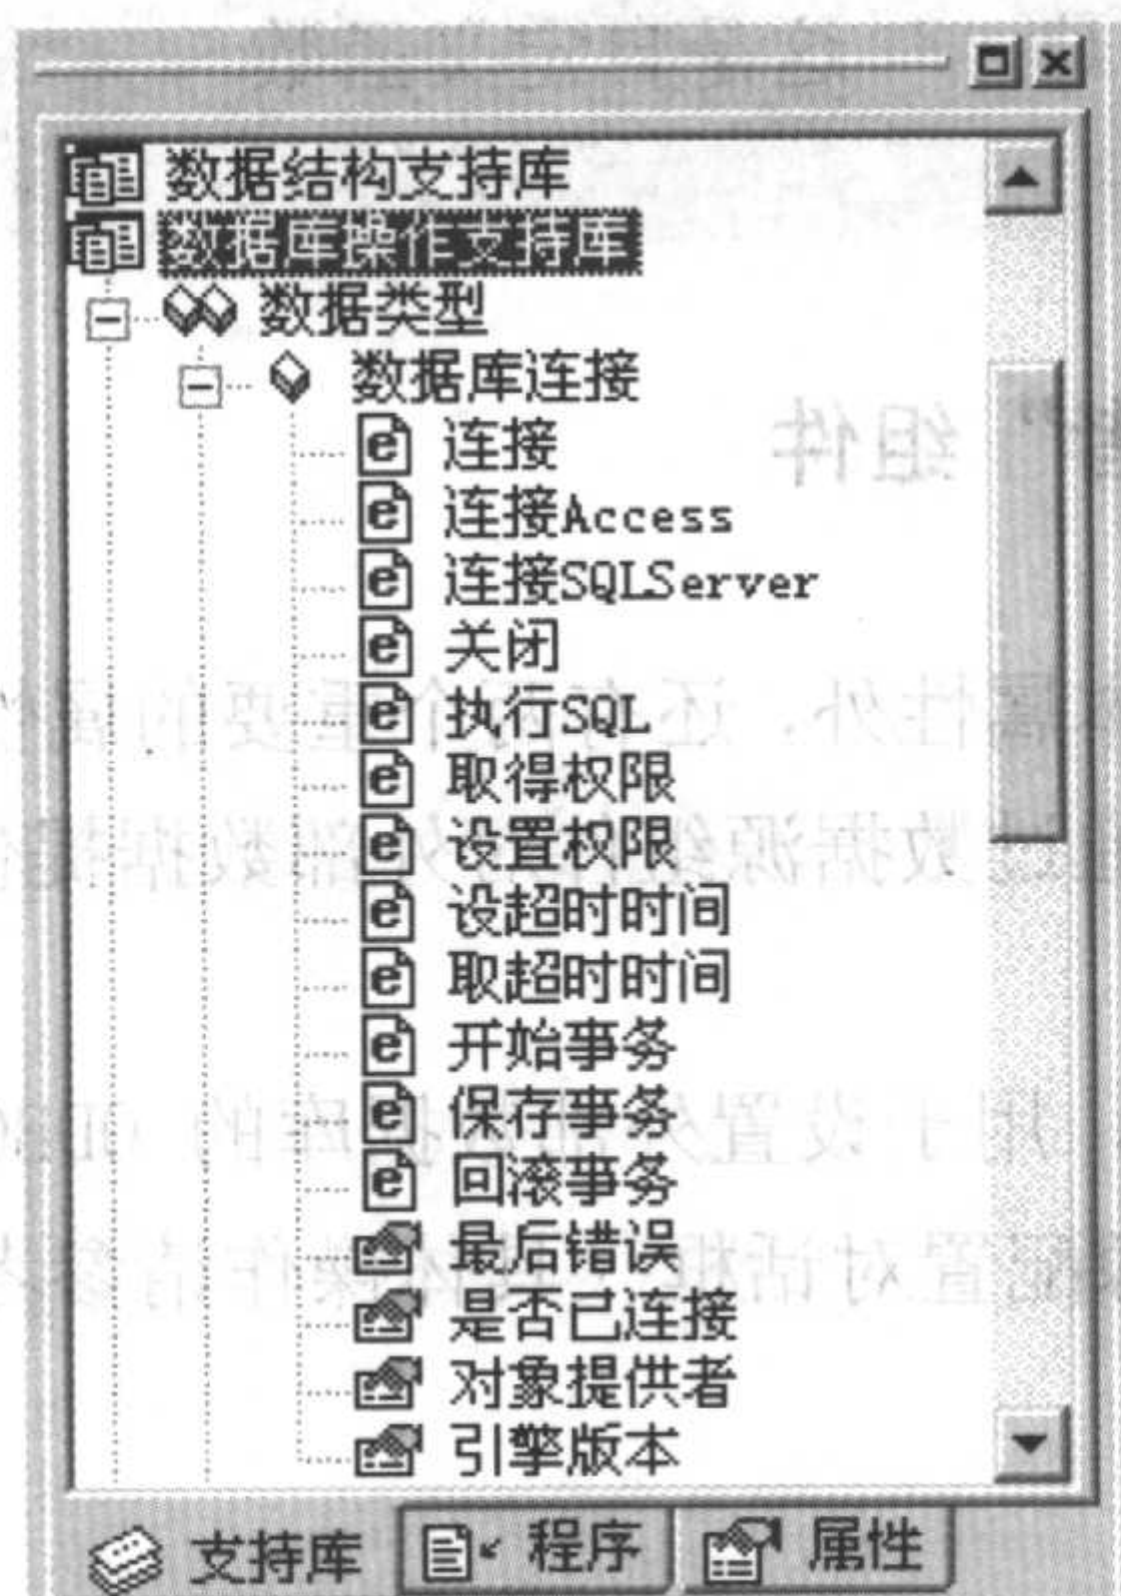 数据结构支持库
数据库操作支持库
数据类型
数据库连接
连接
连接Access
连接SQLServer
关闭
执行SQL
取得权限
设置权限
设超时时间
取超时时间
开始事务
保存事务
回滚事务
最后错误
是否已连接
对象提供者
引擎版本
支持库 程序 属性